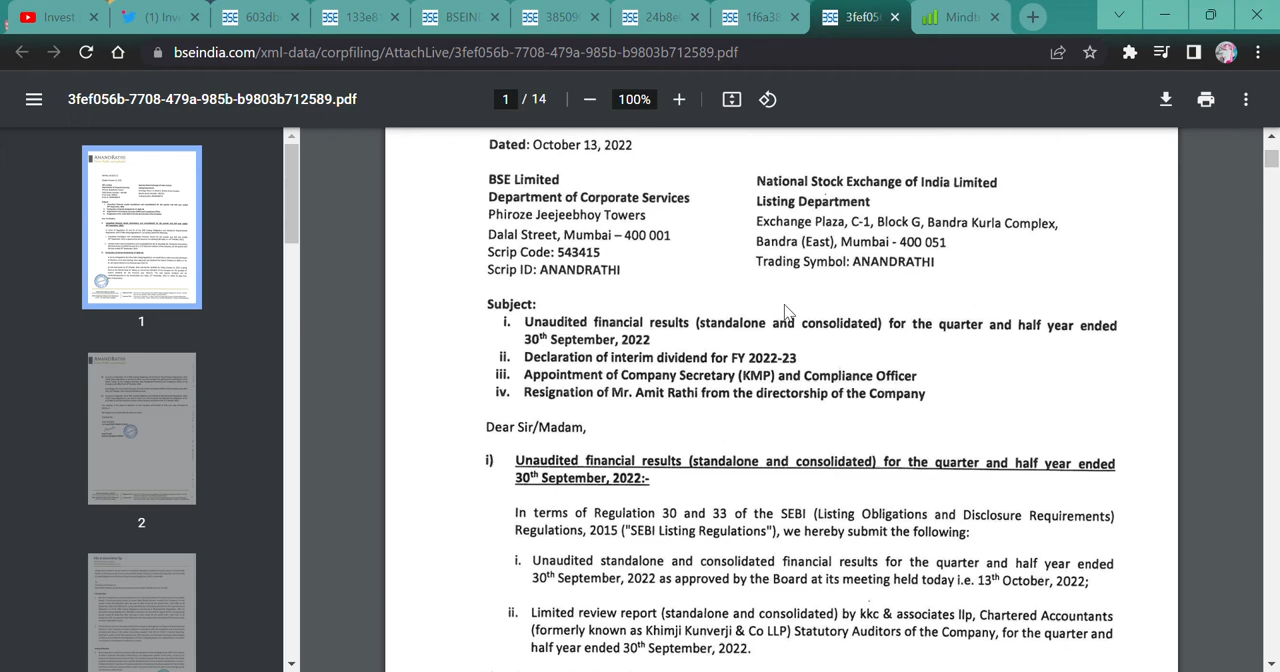 Invest
(1) Inv
603db
133e8
BSEIN
38509
24b8e
1f6a38
3fef05
Mindt
bseindia.com/xml-data/corpfiling/AttachLive/3fef056b-7708-479a-985b-b9803b712589.pdf
3fef056b-7708-479a-985b-b9803b712589.pdf
1 / 14
100%
Dated: October 13, 2022
BSE Limited
Department of Corporate Services
Phiroze Jeejeebhoy Towers
Dalal Street, Mumbai – 400 001
Scrip Code: 543415
Scrip ID: ANANDRATHI
National Stock Exchange of India Limited
Listing Department
Exchange Plaza, C-1, Block G, Bandra Kurla Complex,
Bandra (East), Mumbai - 400 051
Trading Symbol: ANANDRATHI
Subject:
i. Unaudited financial results (standalone and consolidated) for the quarter and half year ended
30th September, 2022
ii. Declaration of interim dividend for FY 2022-23
iii. Appointment of Company Secretary (KMP) and Compliance Officer
iv. Resignation of Mr. Amit Rathi from the directorship of the Company
Dear Sir/Madam,
i) Unaudited financial results (standalone and consolidated) for the quarter and half year ended
30th September, 2022:-
In terms of Regulation 30 and 33 of the SEBI (Listing Obligations and Disclosure Requirements)
Regulations, 2015 ("SEBI Listing Regulations"), we hereby submit the following:
i. Unaudited standalone and consolidated financial results for the quarter and half year ended
30th September, 2022 as approved by the Board at its meeting held today i.e. 13th October, 2022;
ii. Limited review report (standalone and consolidated) by kkc & associates llp, Chartered Accountants
(formerly known as Khimji Kunverji & Co LLP) Statutory Auditors of the Company, for the quarter and
half year ended 30th September, 2022.
ANANDRATHI
1
ANANDRATHI
2